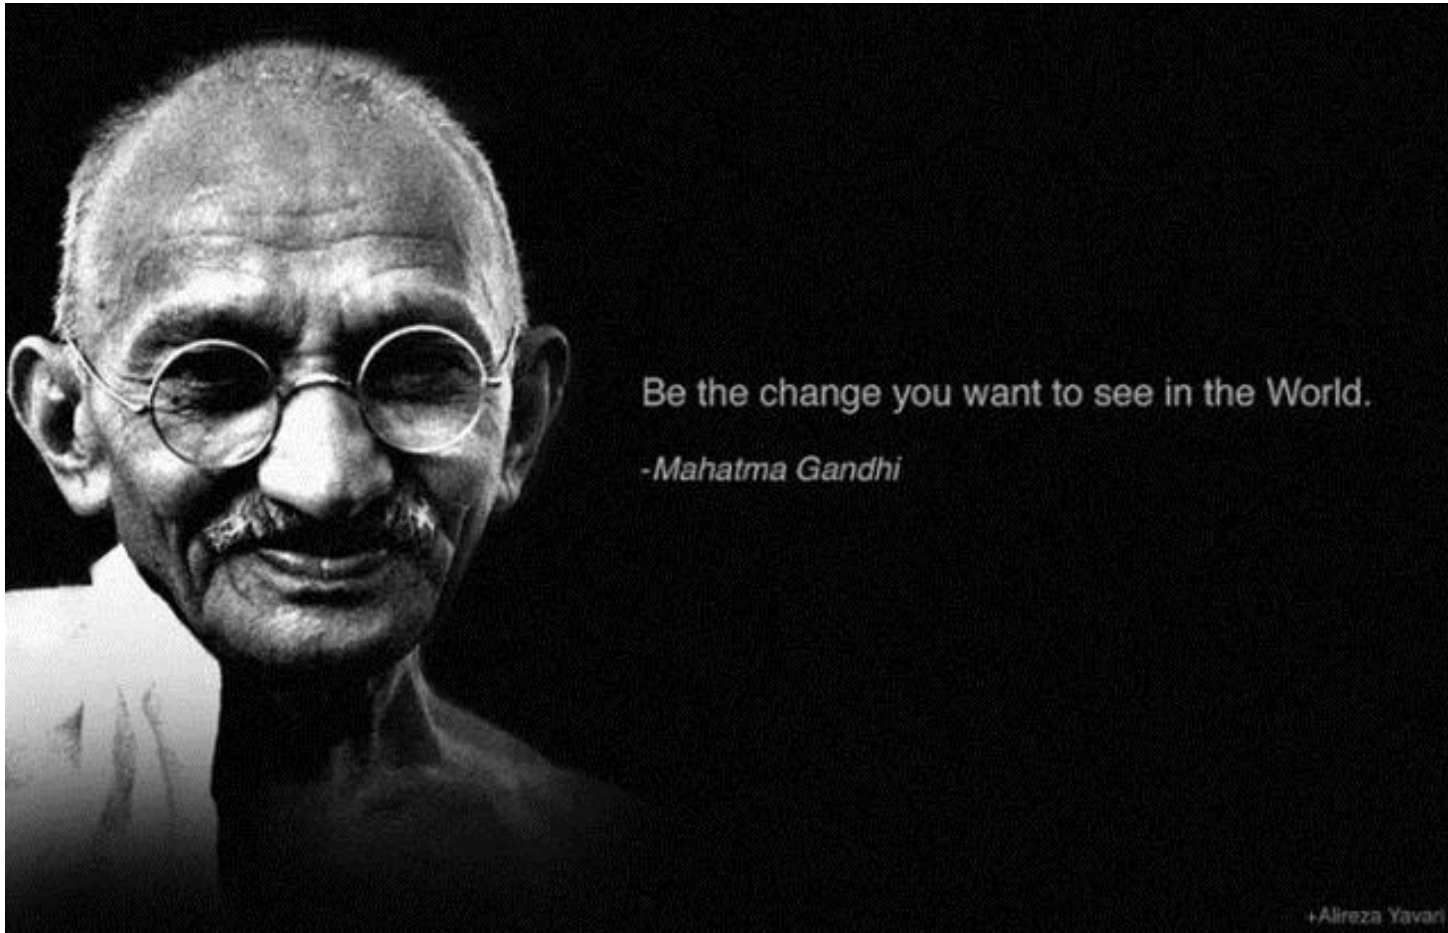 Be the change you want to see in the World.
-Mahatma Gandhi
+Alireza Yavari